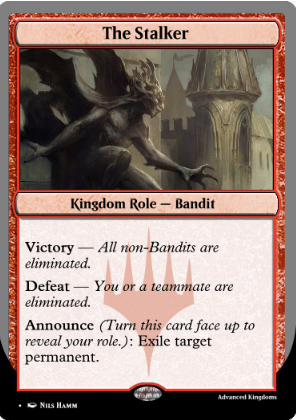 The Stalker
Kingdom Role — Bandit
Victory — All non-Bandits are
eliminated.
Defeat — You or a teammate are
eliminated.
Announce (Turn this card face up to
reveal your role.): Exile target
permanent.
Advanced Kingdoms
• Nils Hamm